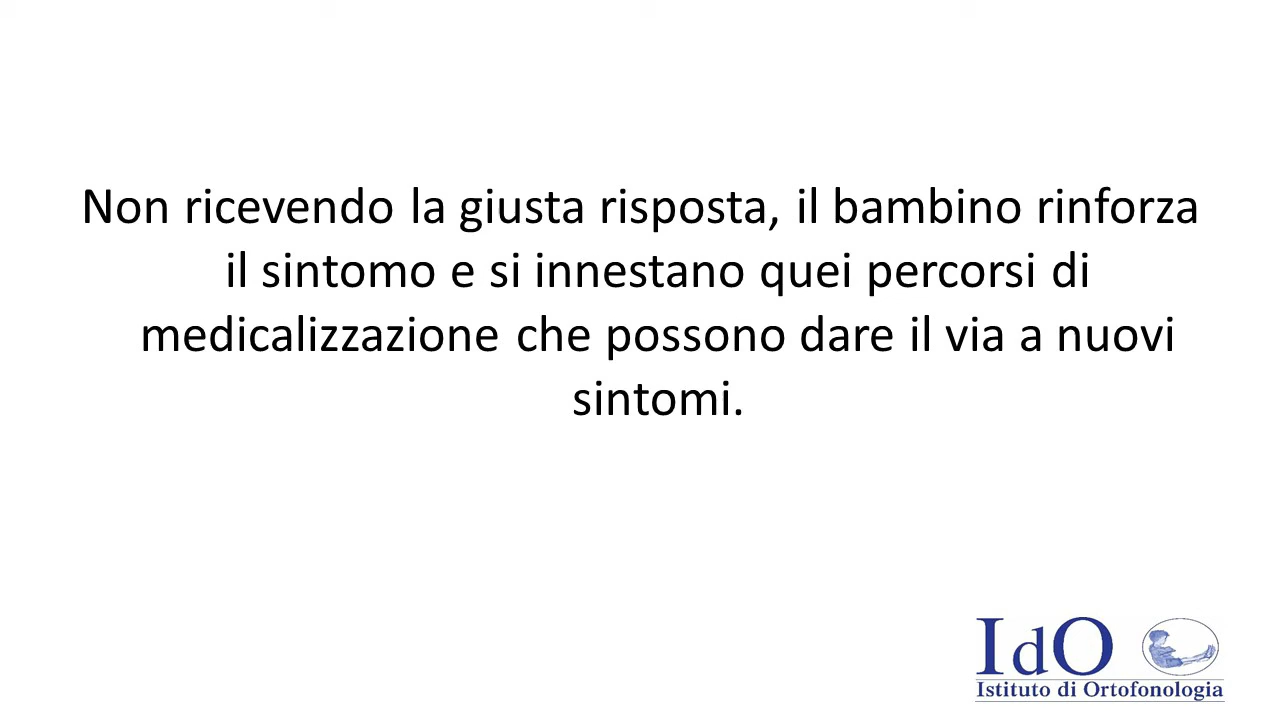 Non ricevendo la giusta risposta, il bambino rinforza
il sintomo e si innestano quei percorsi di
medicalizzazione che possono dare il via a nuovi
sintomi.
IdO
Istituto di Ortofonologia